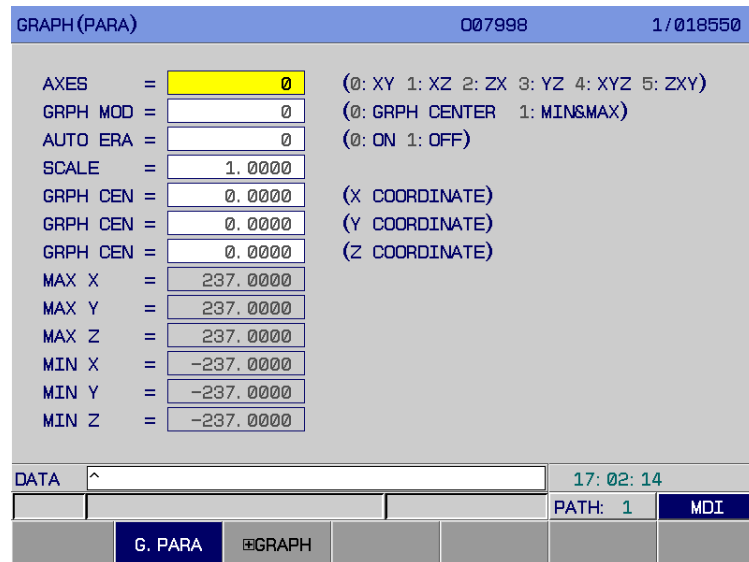 GRAPH(PARA) O07998 1/018550
AXES = 0 (0: XY 1: XZ 2: ZX 3: YZ 4: XYZ 5: ZXY)
GRPH MOD = 0 (0: GRPH CENTER 1: MIN&MAX)
AUTO ERA = 0 (0: ON 1: OFF)
SCALE = 1.0000
GRPH CEN = 0.0000 (X COORDINATE)
GRPH CEN = 0.0000 (Y COORDINATE)
GRPH CEN = 0.0000 (Z COORDINATE)
MAX X = 237.0000
MAX Y = 237.0000
MAX Z = 237.0000
MIN X = -237.0000
MIN Y = -237.0000
MIN Z = -237.0000
DATA ^ 17:02:14
PATH: 1 MDI
G. PARA ⊞GRAPH